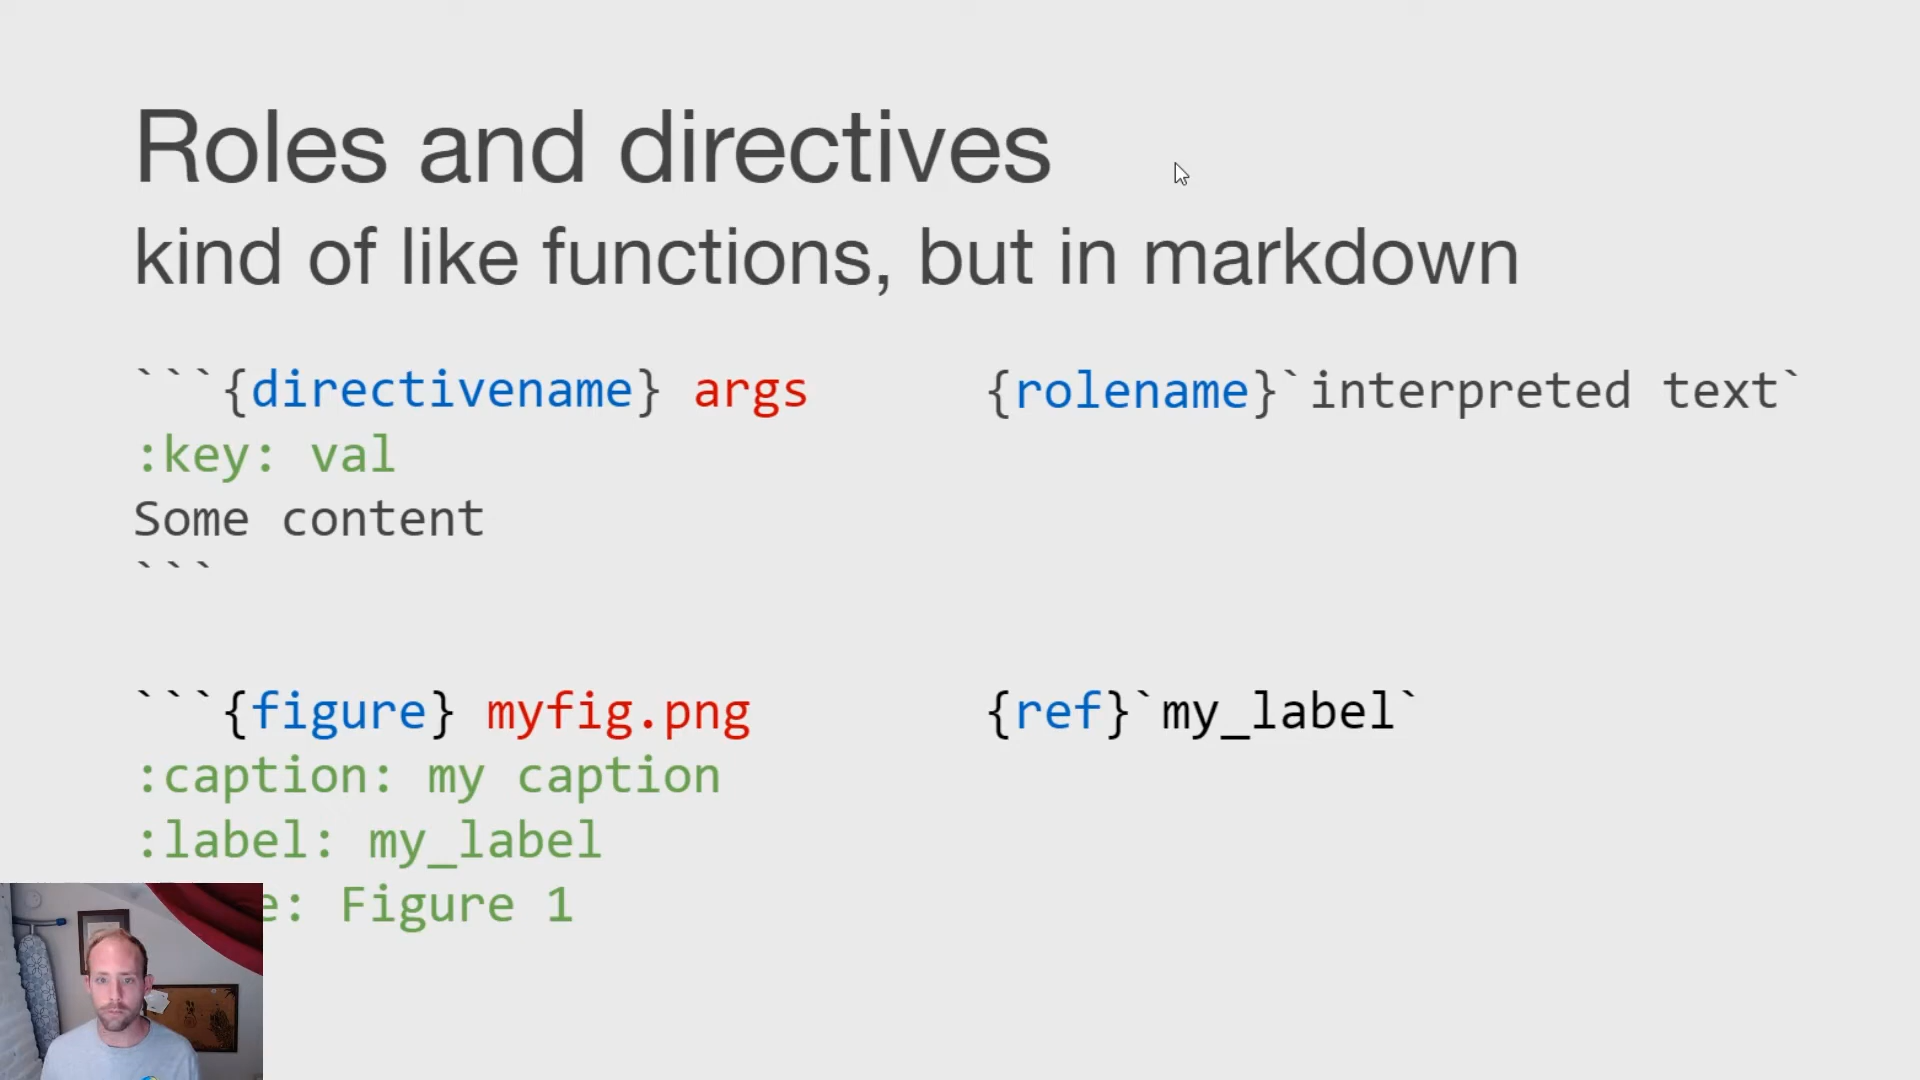 Roles and directives
kind of like functions, but in markdown
```{directivename} args
:key: val
Some content
```
{rolename}`interpreted text`
```{figure} myfig.png
:caption: my caption
:label: my_label
e: Figure 1
{ref}`my_label`